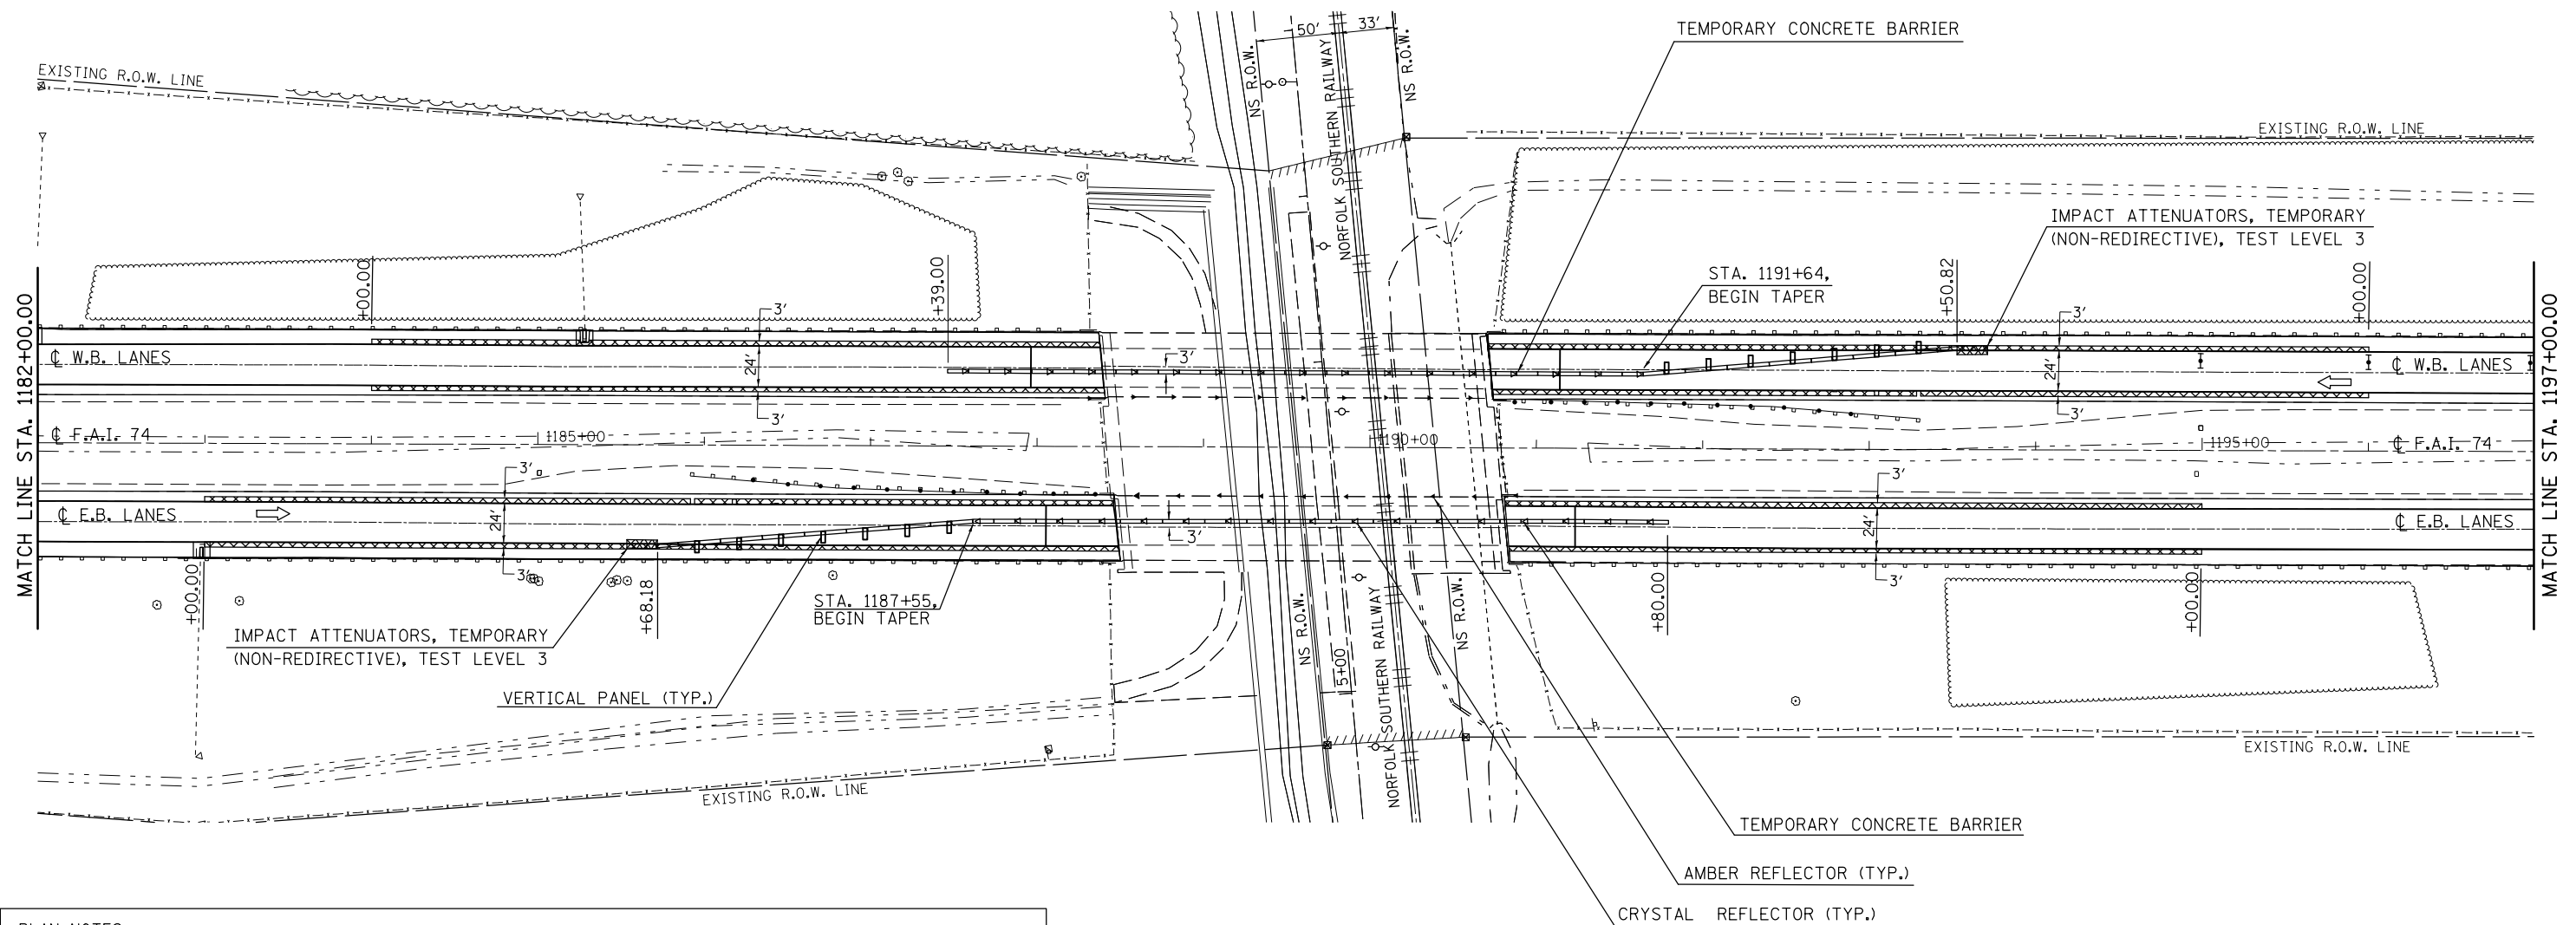 TEMPORARY CONCRETE BARRIER
50'
33'
NS R.O.W.
NORFOLK SOUTHERN RAILWAY
NS R.O.W.
EXISTING R.O.W. LINE
EXISTING R.O.W. LINE
IMPACT ATTENUATORS, TEMPORARY
(NON-REDIRECTIVE), TEST LEVEL 3
STA. 1191+64,
BEGIN TAPER
+00.00
+39.00
+50.82
+00.00
MATCH LINE STA. 1182+00.00
MATCH LINE STA. 1197+00.00
3'
3'
3'
℄ W.B. LANES
24'
24'
℄ W.B. LANES
3'
3'
℄ F.A.I. 74
1185+00
1190+00
1195+00
℄ F.A.I. 74
3'
3'
℄ E.B. LANES
24'
3'
24'
℄ E.B. LANES
3'
3'
+00.00
+68.18
STA. 1187+55,
BEGIN TAPER
+80.00
+00.00
IMPACT ATTENUATORS, TEMPORARY
(NON-REDIRECTIVE), TEST LEVEL 3
VERTICAL PANEL (TYP.)
NS R.O.W.
5+00
NORFOLK SOUTHERN RAILWAY
NS R.O.W.
EXISTING R.O.W. LINE
EXISTING R.O.W. LINE
TEMPORARY CONCRETE BARRIER
AMBER REFLECTOR (TYP.)
CRYSTAL REFLECTOR (TYP.)
PLAN NOTES